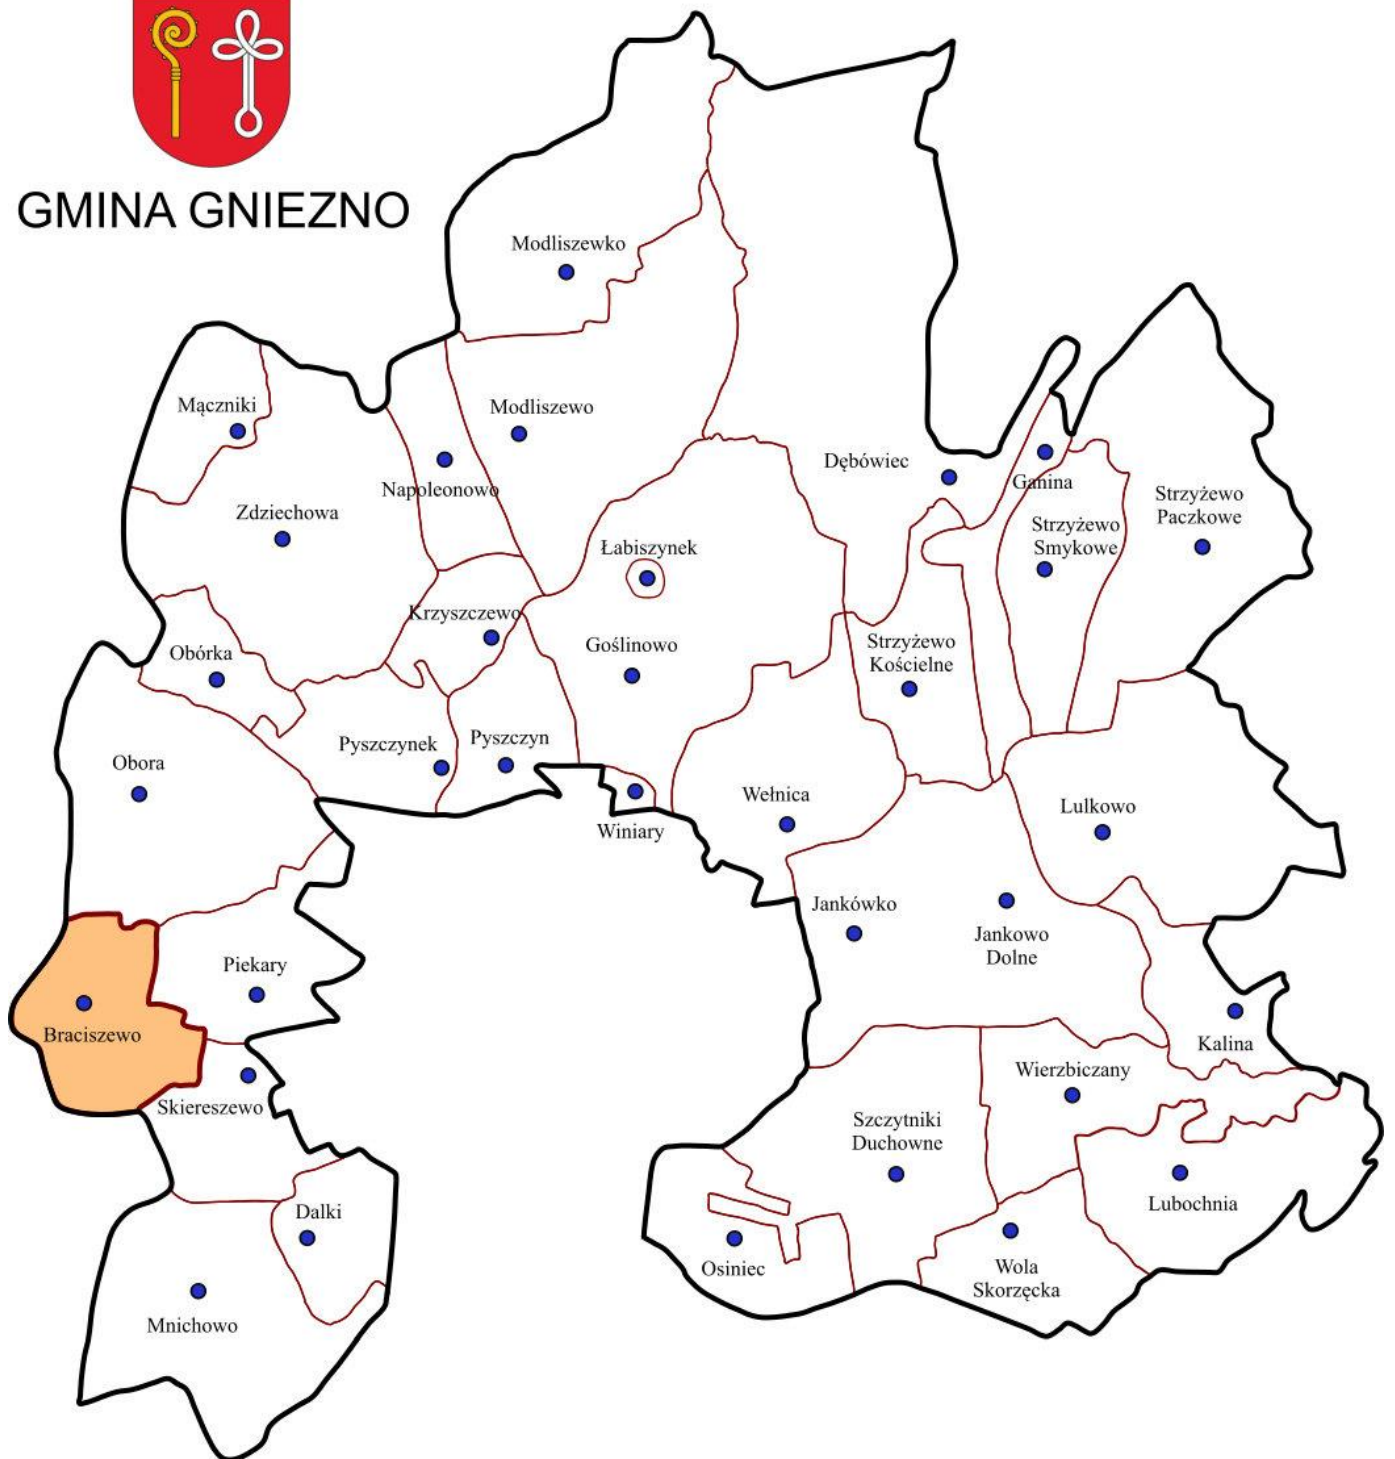 GMINA GNIEZNO
Modliszewko
Mączniki
Modliszewo
Napoleonowo
Zdziechowa
Dębówiec
Ganina
Strzyżewo
Paczkowe
Strzyżewo
Smykowe
Łabiszynek
Krzyszczewo
Goślinowo
Strzyżewo
Kościelne
Obórka
Pyszczynek
Pyszczyn
Obora
Winiary
Wełnica
Lulkowo
Jankówko
Jankowo
Dolne
Piekary
Braciszewo
Kalina
Skiereszewo
Wierzbiczany
Szczytniki
Duchowne
Lubochnia
Dalki
Osiniec
Wola
Skorzęcka
Mnichowo